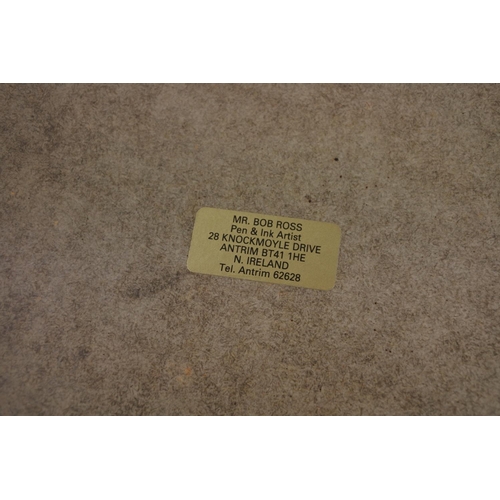 MR. BOB ROSS
Pen & Ink Artist
28 KNOCKMOYLE DRIVE
ANTRIM BT41 1HE
N. IRELAND
Tel. Antrim 62628